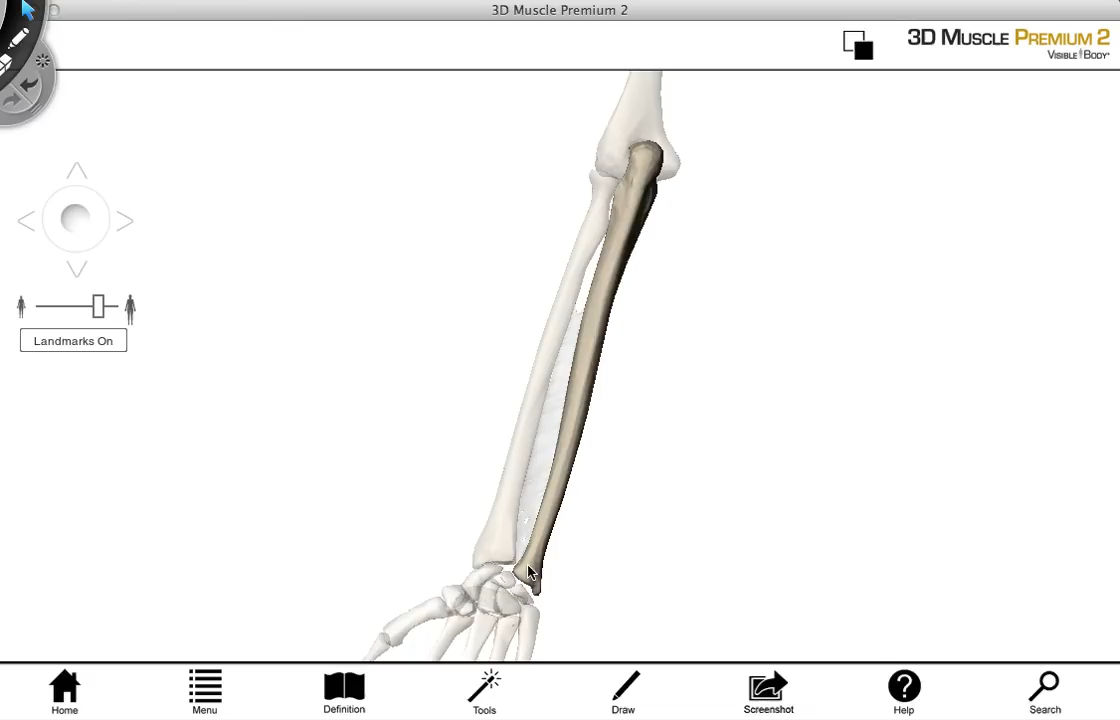 3D Muscle Premium 2
3D MUSCLE PREMIUM 2
VISIBLE BODY®
Landmarks On
Home
Menu
Definition
Tools
Draw
Screenshot
Help
Search